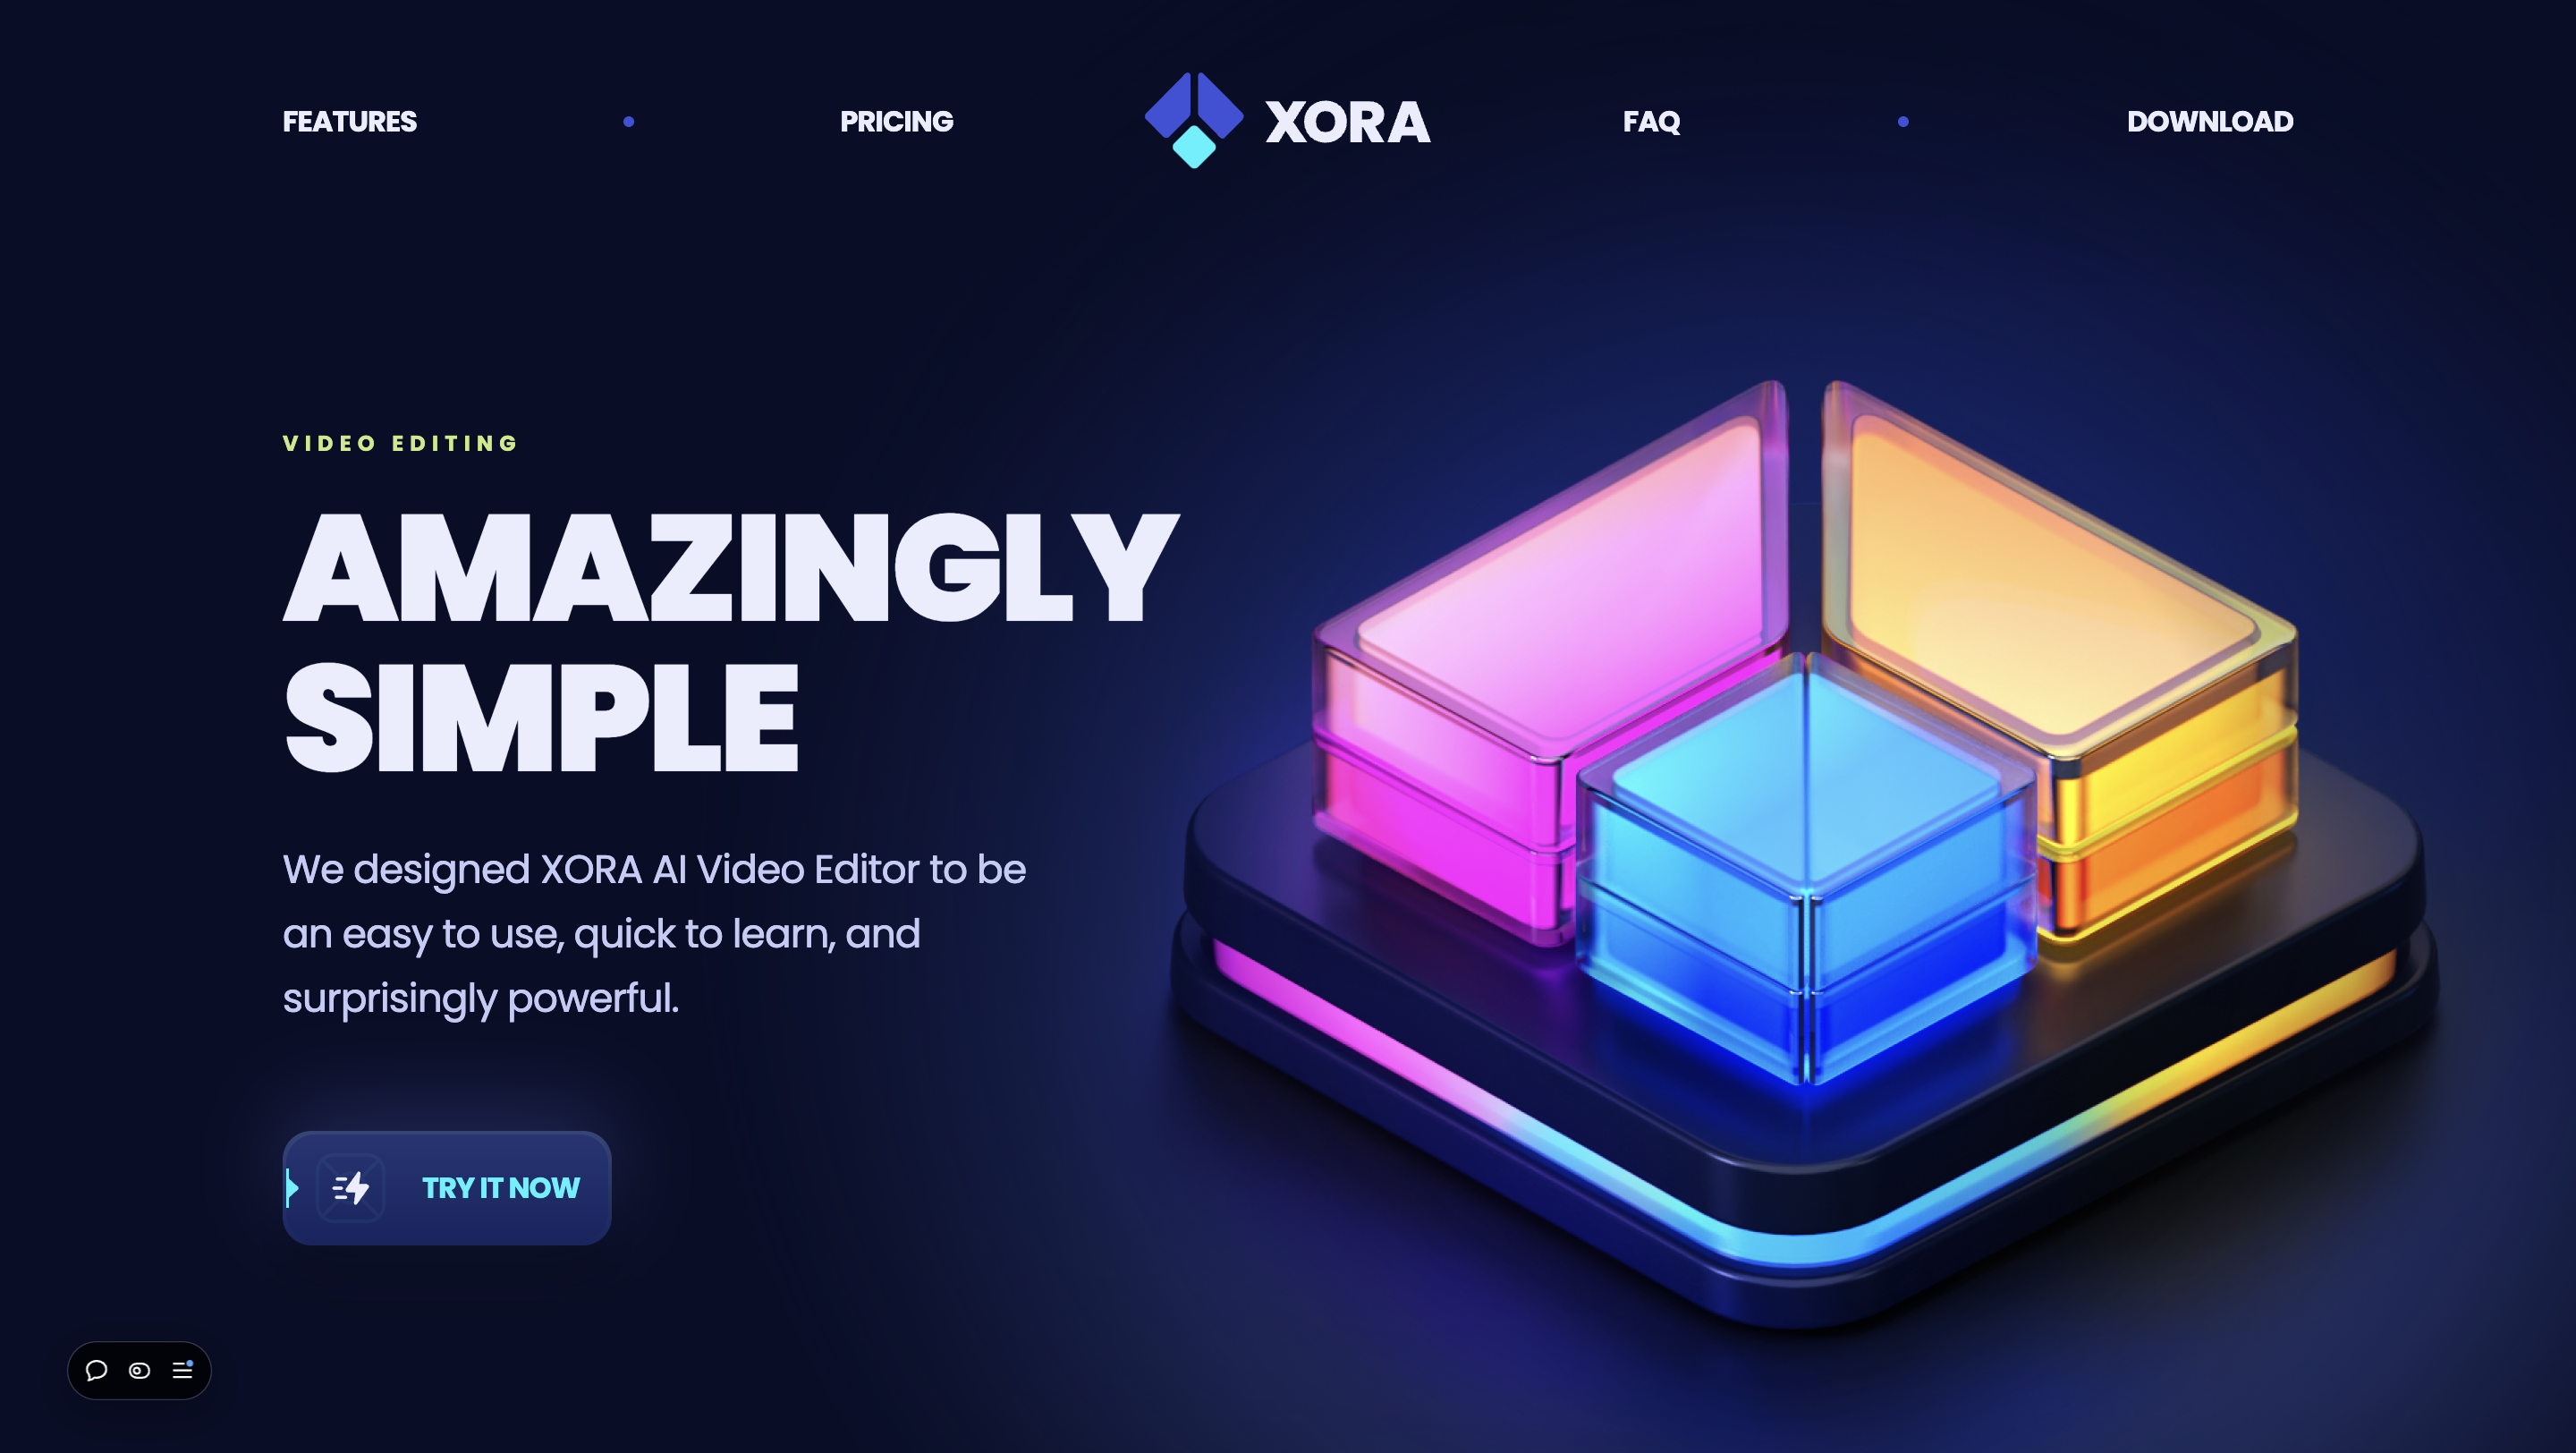 FEATURES
PRICING
XORA
FAQ
DOWNLOAD
VIDEO EDITING
AMAZINGLY
SIMPLE
We designed XORA AI Video Editor to be
an easy to use, quick to learn, and
surprisingly powerful.
TRY IT NOW